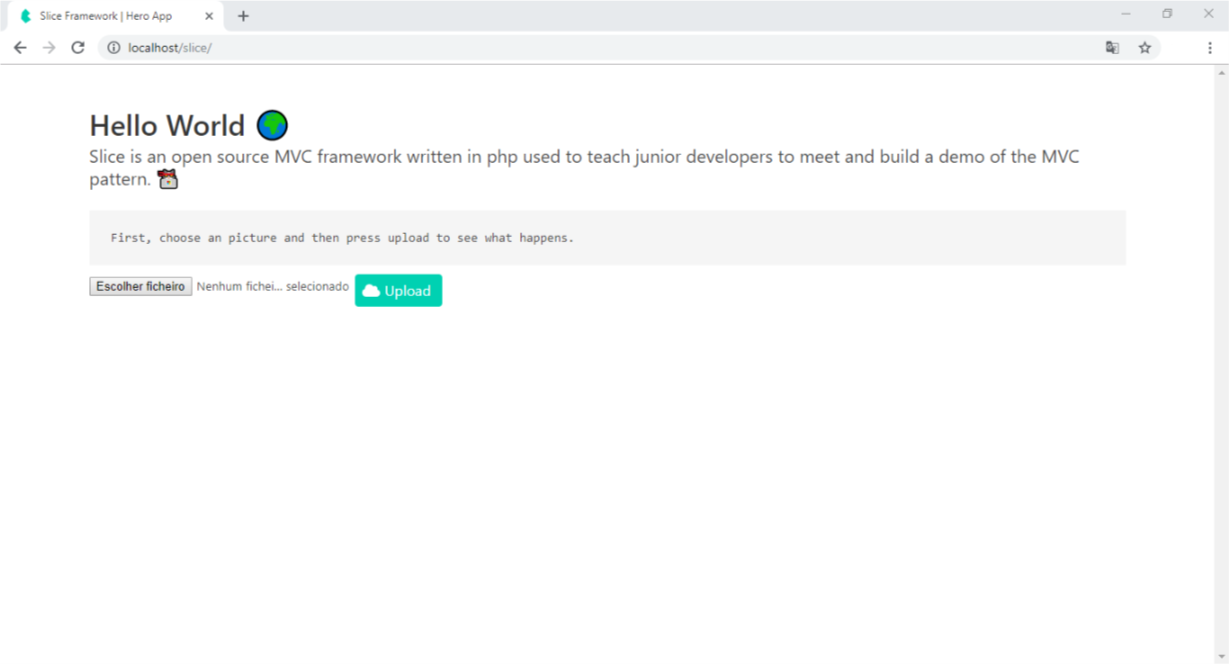 Slice Framework | Hero App
localhost/slice/
Hello World
Slice is an open source MVC framework written in php used to teach junior developers to meet and build a demo of the MVC
pattern.
First, choose an picture and then press upload to see what happens.
Escolher ficheiro Nenhum fichei... selecionado Upload